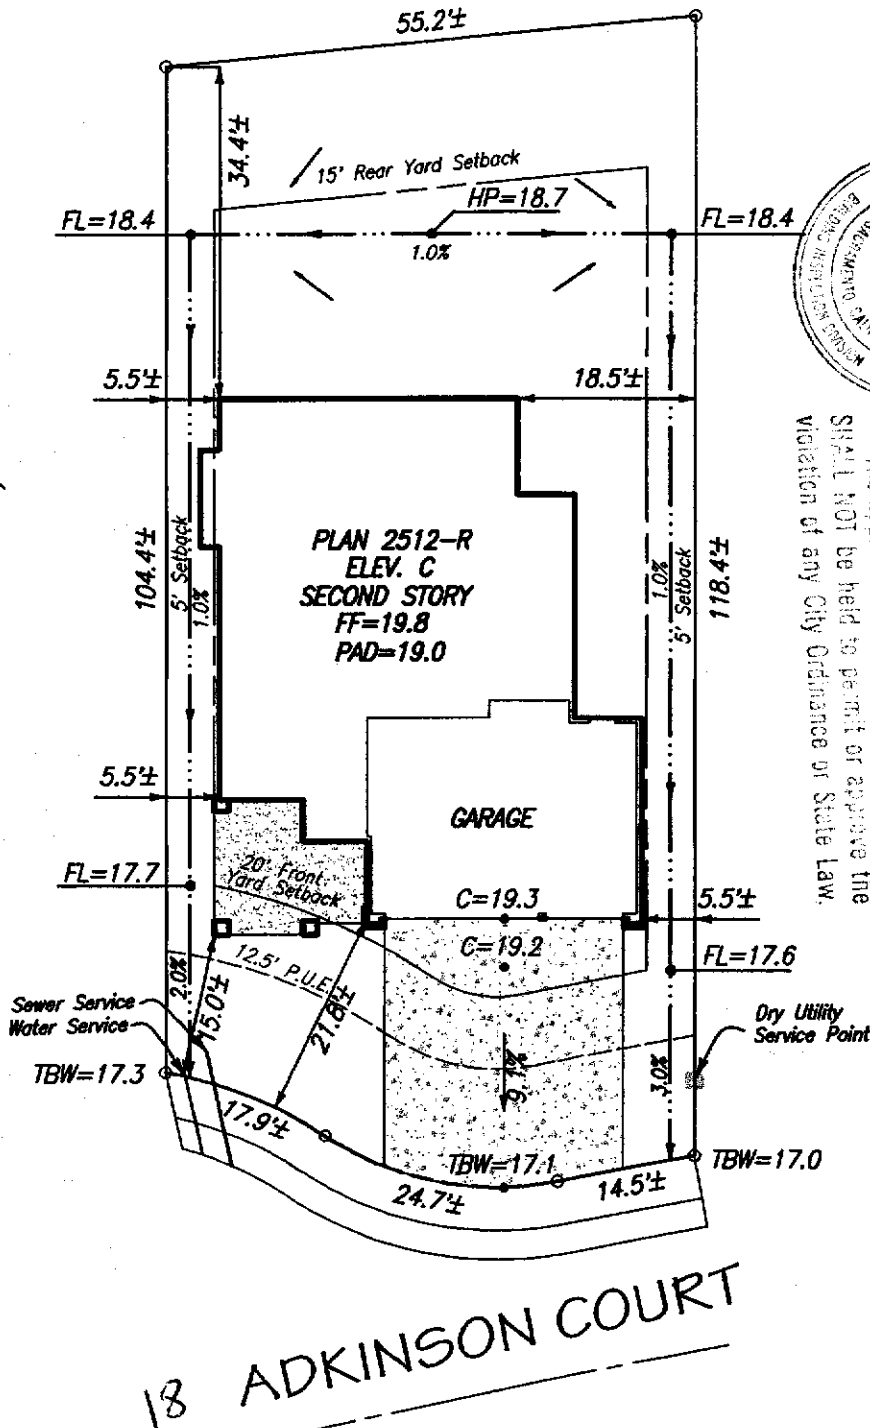 55.2'±
34.4'±
15' Rear Yard Setback
HP=18.7
FL=18.4
FL=18.4
1.0%
5.5'±
18.5'±
104.4'±
5' Setback
1.0%
PLAN 2512-R
ELEV. C
SECOND STORY
FF=19.8
PAD=19.0
1.0%
5' Setback
118.4'±
BUILDING INSPECTION DIVISION
SACRAMENTO
SHALL NOT be held to permit or approve the
violation of any City Ordinance or State Law.
5.5'±
GARAGE
FL=17.7
20' Front
Yard Setback
C=19.3
5.5'±
C=19.2
FL=17.6
12.5' P.U.E.
2.0%
15.0'±
21.8'±
Sewer Service
Water Service
Dry Utility
Service Point
9.1%
3.0%
TBW=17.3
17.9'±
TBW=17.1
TBW=17.0
24.7'±
14.5'±
18 ADKINSON COURT